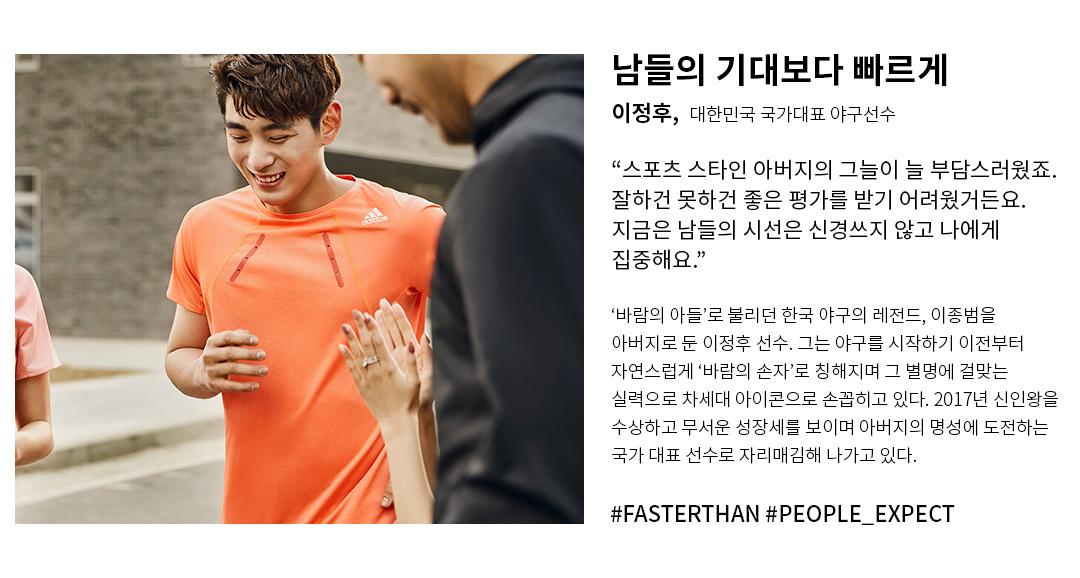 남들의 기대보다 빠르게
이정후, 대한민국 국가대표 야구선수
“스포츠 스타인 아버지의 그늘이 늘 부담스러웠죠.
잘하건 못하건 좋은 평가를 받기 어려웠거든요.
지금은 남들의 시선은 신경쓰지 않고 나에게
집중해요.”
‘바람의 아들’로 불리던 한국 야구의 레전드, 이종범을
아버지로 둔 이정후 선수. 그는 야구를 시작하기 이전부터
자연스럽게 ‘바람의 손자’로 칭해지며 그 별명에 걸맞는
실력으로 차세대 아이콘으로 손꼽히고 있다. 2017년 신인왕을
수상하고 무서운 성장세를 보이며 아버지의 명성에 도전하는
국가 대표 선수로 자리매김해 나가고 있다.
#FASTERTHAN #PEOPLE_EXPECT
adidas